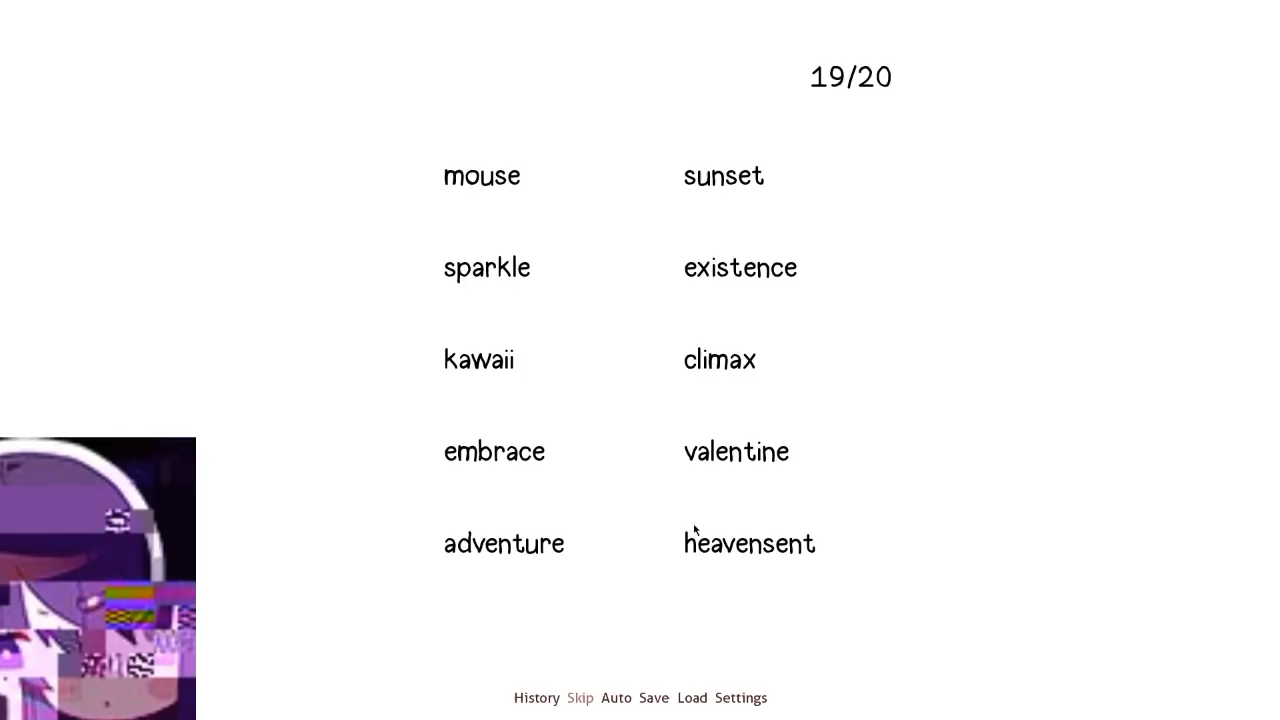 19/20
mouse sunset
sparkle existence
kawaii climax
embrace valentine
adventure heavensent
History Skip Auto Save Load Settings